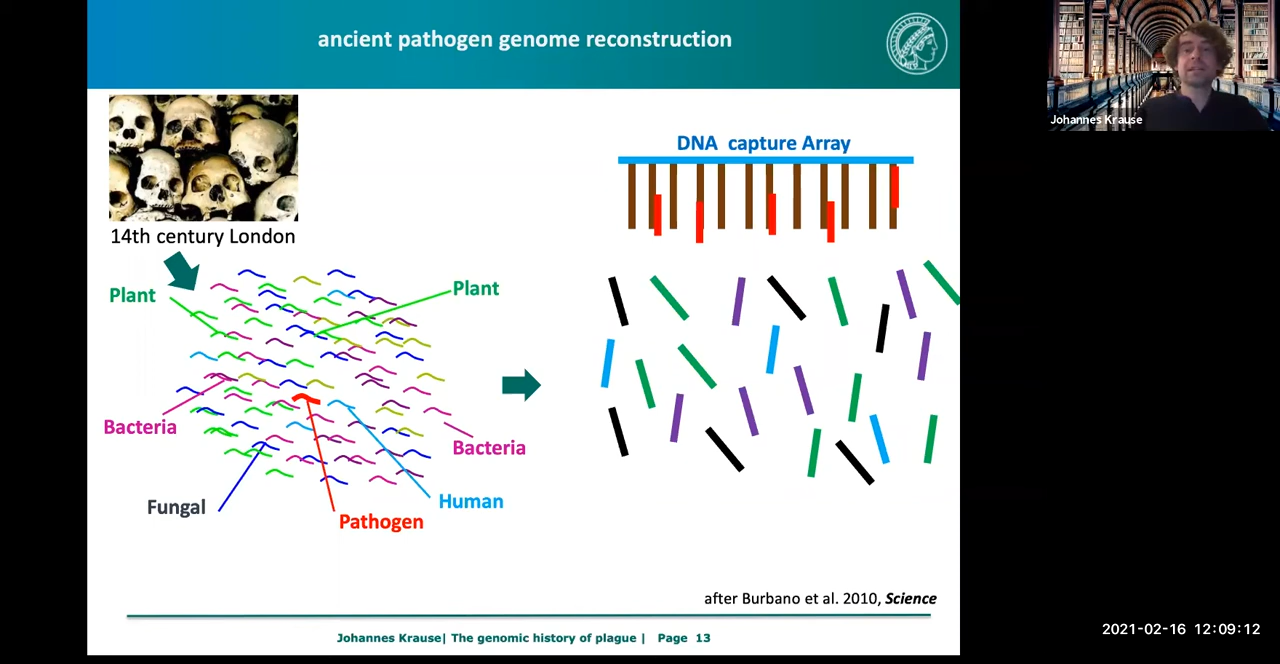 ancient pathogen genome reconstruction
Johannes Krause
DNA capture Array
14th century London
Plant
Plant
Bacteria
Bacteria
Fungal
Human
Pathogen
after Burbano et al. 2010, Science
Johannes Krause| The genomic history of plague | Page 13
2021-02-16 12:09:12